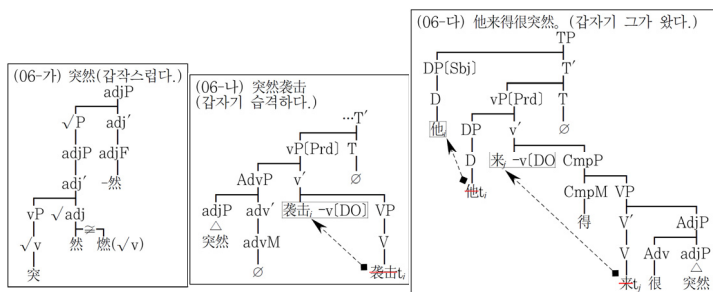 (06-가) 突然(갑작스럽다.)
adjP
√P adj′
adjP adjF
adj′ -然
vP √adj
√v 然 ≅ 燃(√v)
突
(06-나) 突然袭击
(갑자기 습격하다.)
…T′
vP[Prd] T
AdvP v′ ∅
adjP adv′ 袭击i -v[DO] VP
突然 advM V
∅ 袭击ti
(06-다) 他来得很突然。(갑자기 그가 왔다.)
TP
DP[Sbj] T′
D vP[Prd] T
他i DP v′ ∅
D 来j -v[DO CmpP
他ti CmpM VP
得 V′ AdjP
V Adv adjP
来tj 很 突然